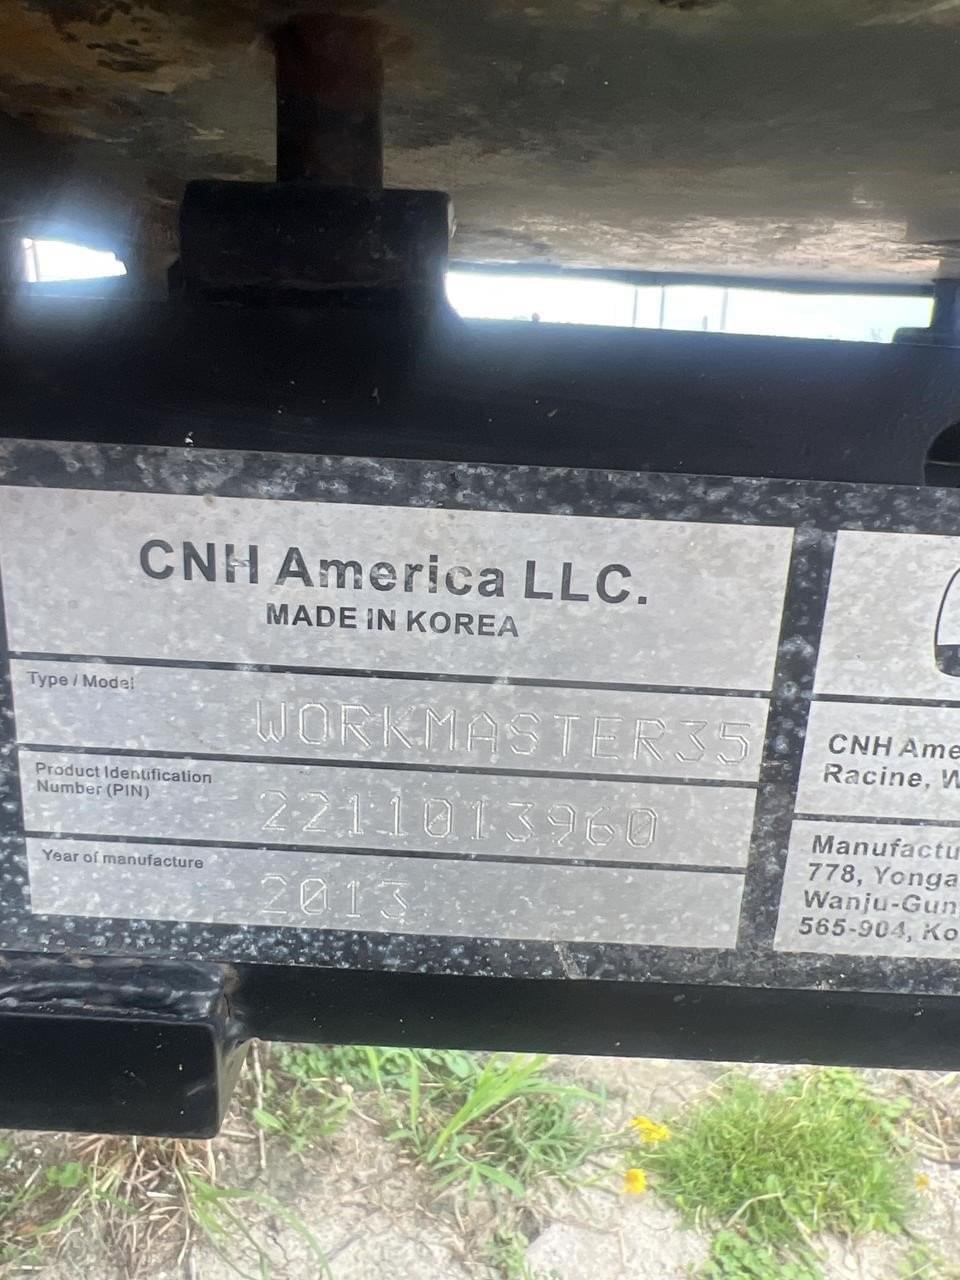 CNH America LLC.
MADE IN KOREA
Type / Model
WORKMASTER35
Product Identification
Number (PIN)
2211013960
Year of manufacture
2013
CNH Ame
Racine, W
Manufactu
778, Yonga
Wanju-Gun
565-904, Ko